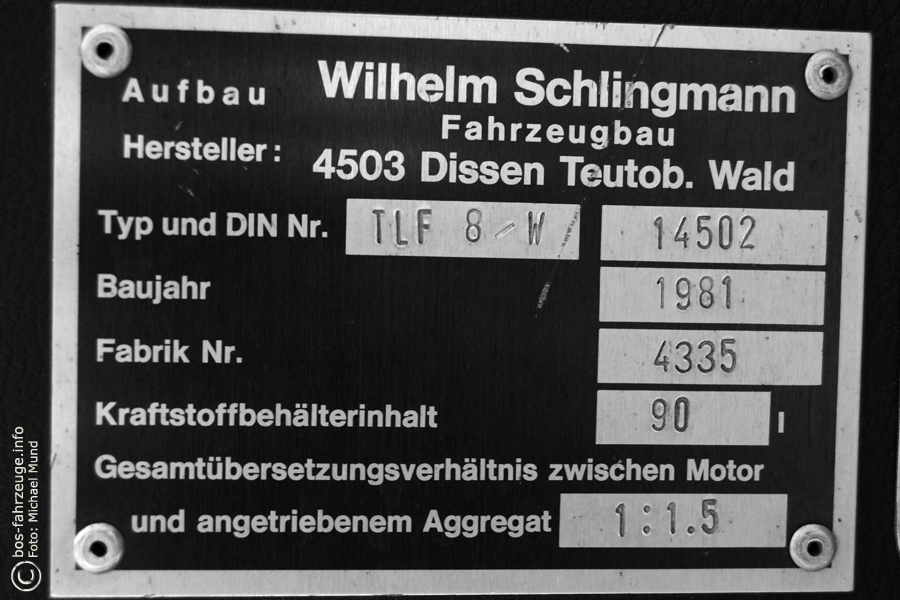 Aufbau Wilhelm Schlingmann
Fahrzeugbau
Hersteller: 4503 Dissen Teutob. Wald
Typ und DIN Nr. TLF 8/W 14502
Baujahr 1981
Fabrik Nr. 4335
Kraftstoffbehälterinhalt 90 l
Gesamtübersetzungsverhältnis zwischen Motor
und angetriebenem Aggregat 1:1.5
© bos-fahrzeuge.info
Foto: Michael Mund